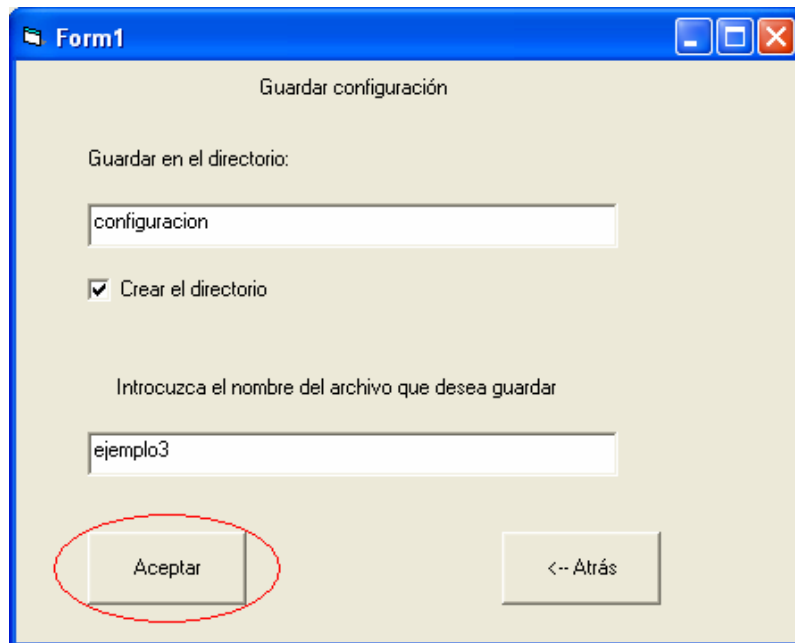 Form1
Guardar configuración
Guardar en el directorio:
configuracion
Crear el directorio
Introcuzca el nombre del archivo que desea guardar
ejemplo3
Aceptar
<-- Atrás